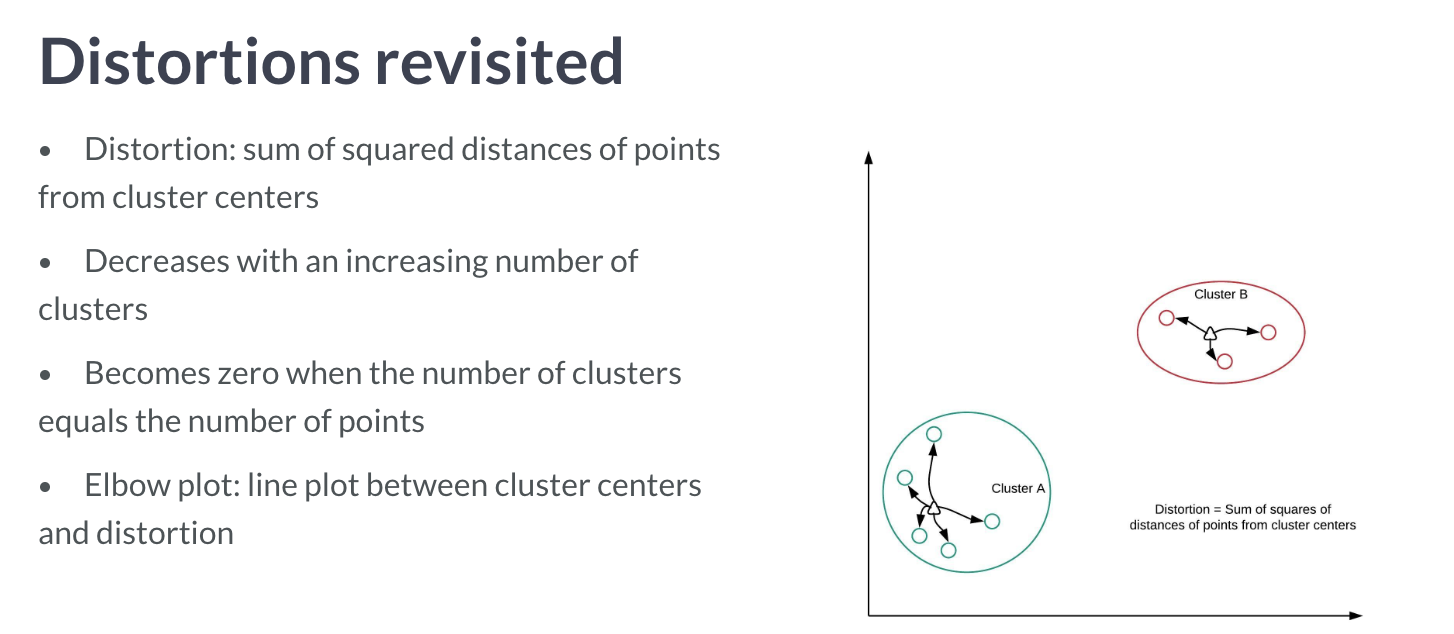 Distortions revisited
• Distortion: sum of squared distances of points
from cluster centers
• Decreases with an increasing number of
clusters
• Becomes zero when the number of clusters
equals the number of points
• Elbow plot: line plot between cluster centers
and distortion
Cluster B
Cluster A
Distortion = Sum of squares of
distances of points from cluster centers